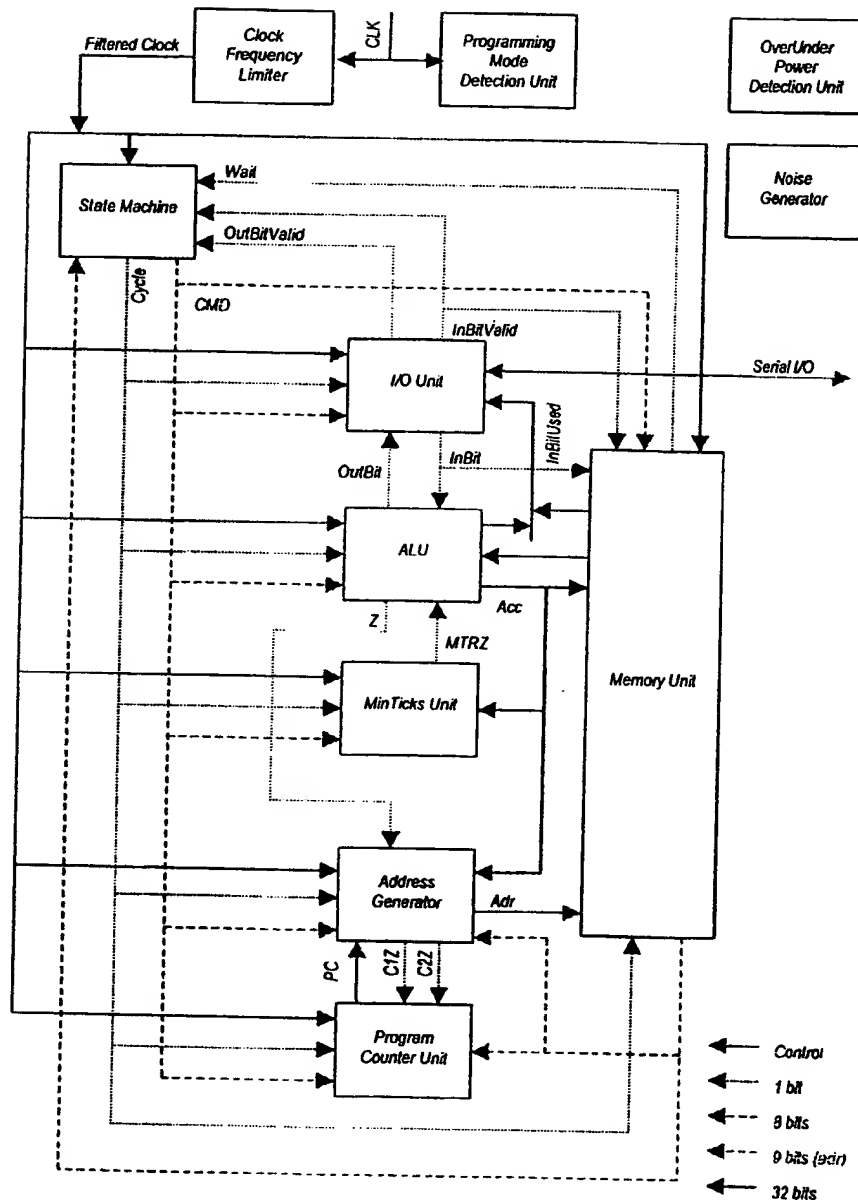 Filtered Clock
Clock
Frequency
Limiter
CLK
Programming
Mode
Detection Unit
OverUnder
Power
Detection Unit
State Machine
Wait
OutBitValid
Noise
Generator
Cycle
CMD
InBitValid
I/O Unit
Serial I/O
OutBit
InBit
InBitUsed
ALU
Z
Acc
MTRZ
MinTicks Unit
Memory Unit
Address
Generator
Adr
PC
C1Z
C2Z
Program
Counter Unit
Control
1 bit
8 bits
9 bits (adr)
32 bits